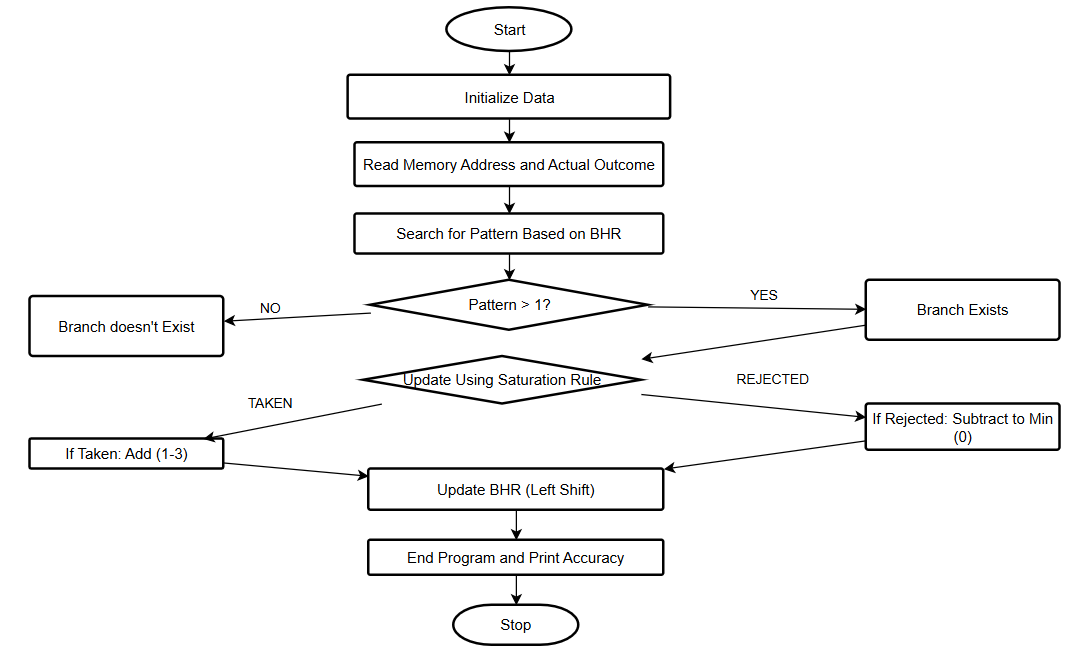 Start
Initialize Data
Read Memory Address and Actual Outcome
Search for Pattern Based on BHR
Pattern > 1?
NO
YES
Branch doesn't Exist
Branch Exists
Update Using Saturation Rule
TAKEN
REJECTED
If Taken: Add (1-3)
If Rejected: Subtract to Min
(0)
Update BHR (Left Shift)
End Program and Print Accuracy
Stop